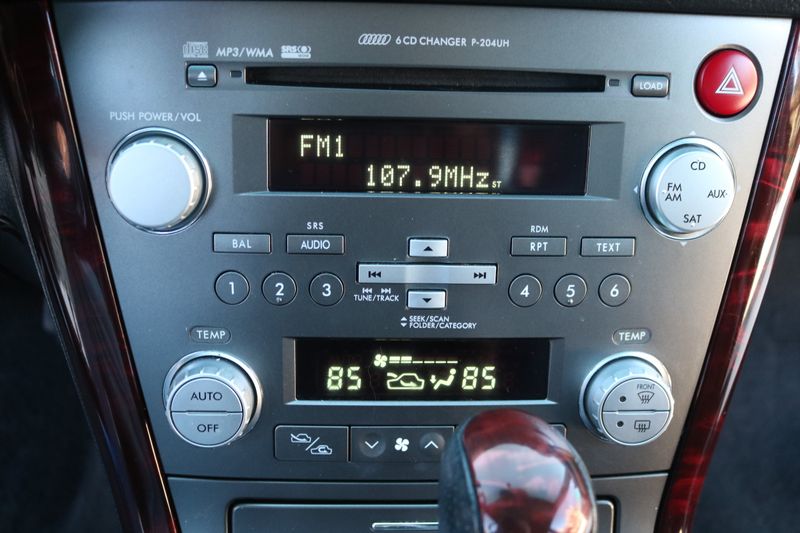 6 CD CHANGER P-204UH
MP3/WMA SRS
LOAD
PUSH POWER/VOL
FM1
107.9MHz ST
CD
FM AUX
AM
SAT
SRS RDM
BAL AUDIO RPT TEXT
1 2 3 4 5 6
TUNE/TRACK
SEEK/SCAN
FOLDER/CATEGORY
TEMP TEMP
85 85
AUTO
OFF
FRONT